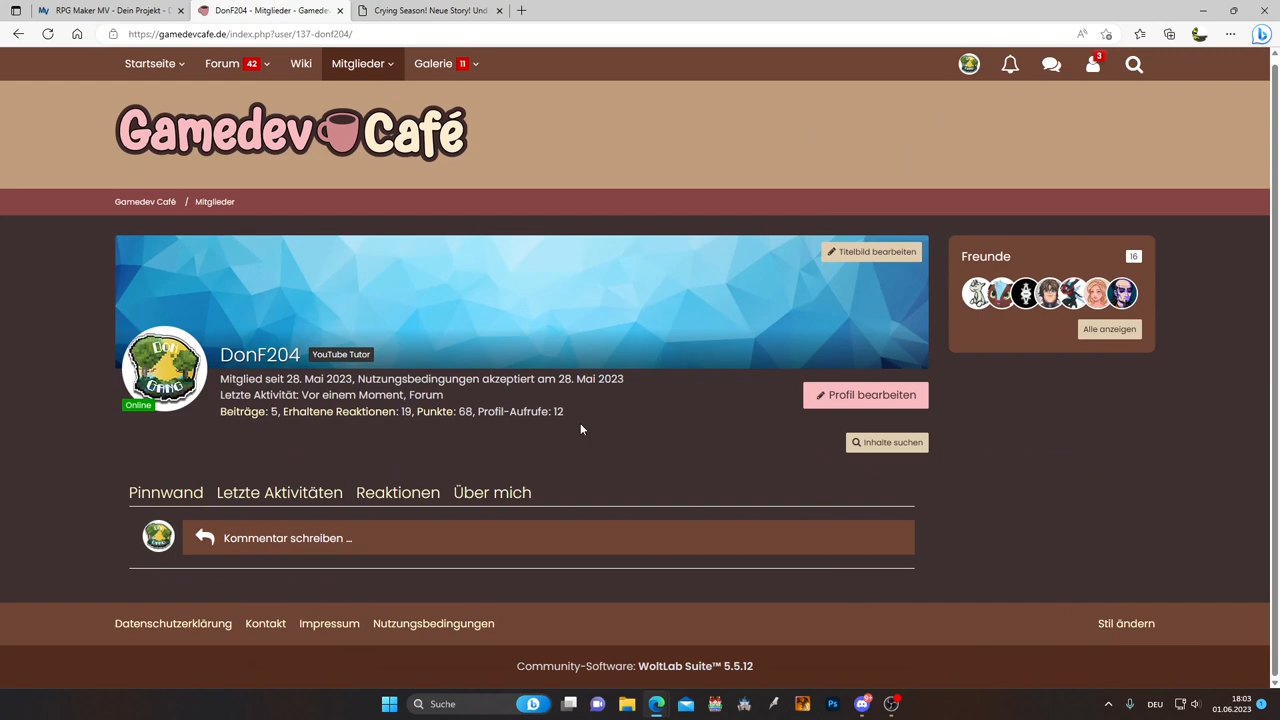 RPG Maker MV - Dein Projekt - D
DonF204 - Mitglieder - Gamede
Crying Season! Neue Story! Und
https://gamedevcafe.de/index.php?user/137-donf204/
Startseite
Forum 42
Wiki
Mitglieder
Galerie 11
3
Gamedev Café
Gamedev Café / Mitglieder
Titelbild bearbeiten
Freunde 16
Alle anzeigen
DON GANG
Online
DonF204 YouTube Tutor
Mitglied seit 28. Mai 2023, Nutzungsbedingungen akzeptiert am 28. Mai 2023
Letzte Aktivität: Vor einem Moment, Forum
Beiträge: 5, Erhaltene Reaktionen: 19, Punkte: 68, Profil-Aufrufe: 12
Profil bearbeiten
Inhalte suchen
Pinnwand Letzte Aktivitäten Reaktionen Über mich
Kommentar schreiben …
Datenschutzerklärung Kontakt Impressum Nutzungsbedingungen Stil ändern
Community-Software: WoltLab Suite™ 5.5.12
Suche
DEU
18:03
01.06.2023